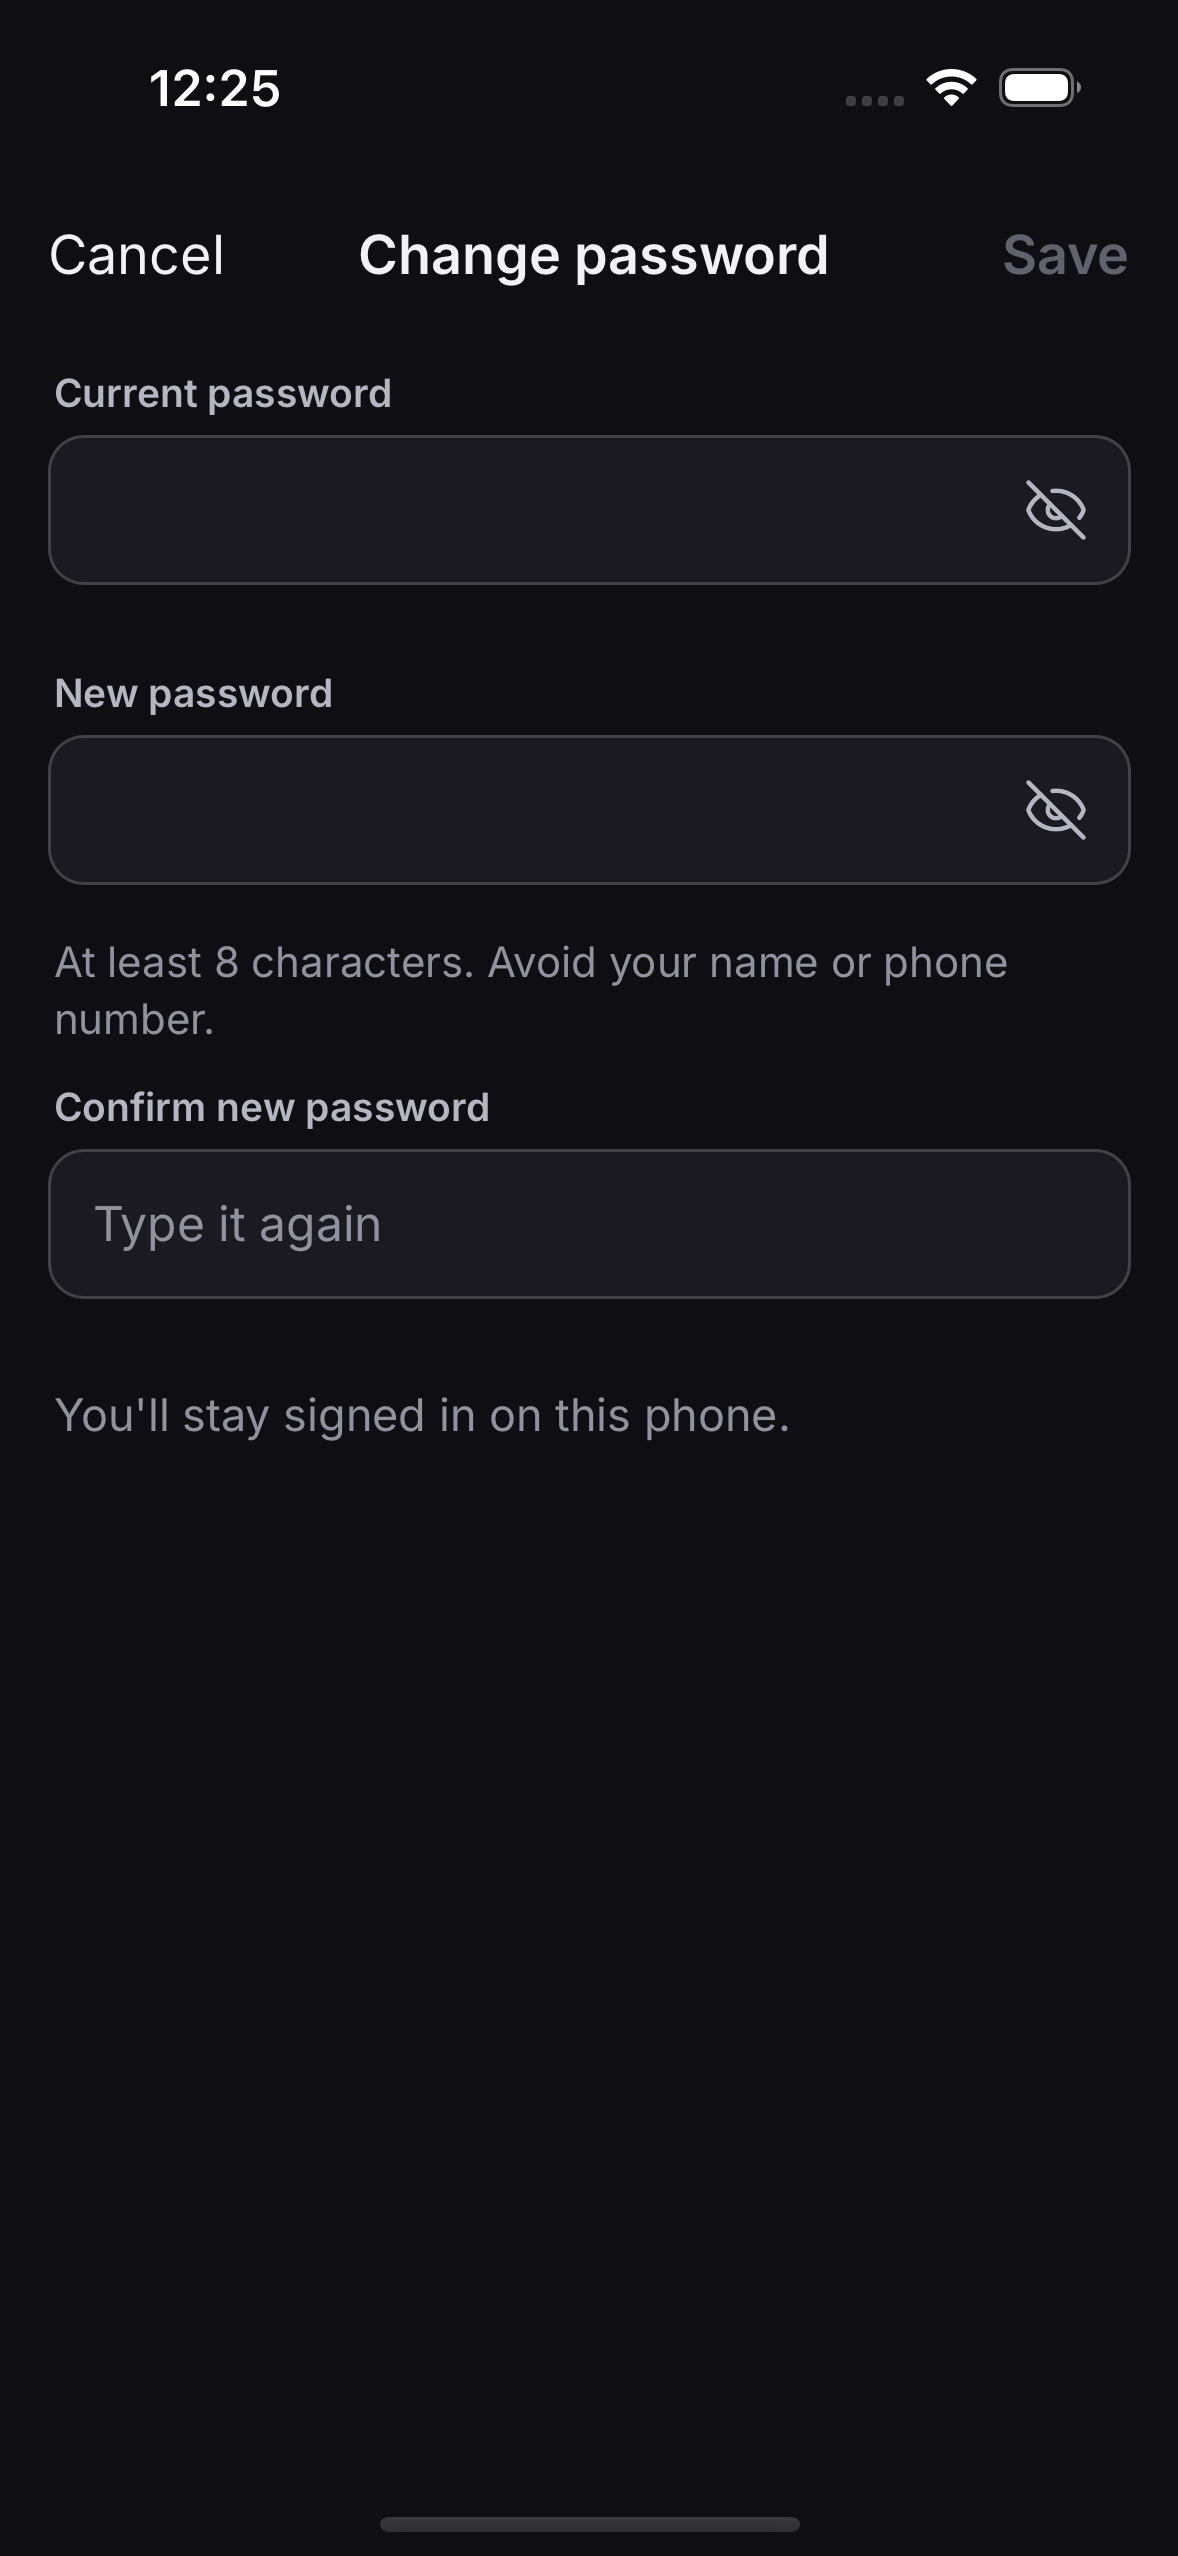 12:25
Cancel Change password Save
Current password
New password
At least 8 characters. Avoid your name or phone
number.
Confirm new password
Type it again
You'll stay signed in on this phone.